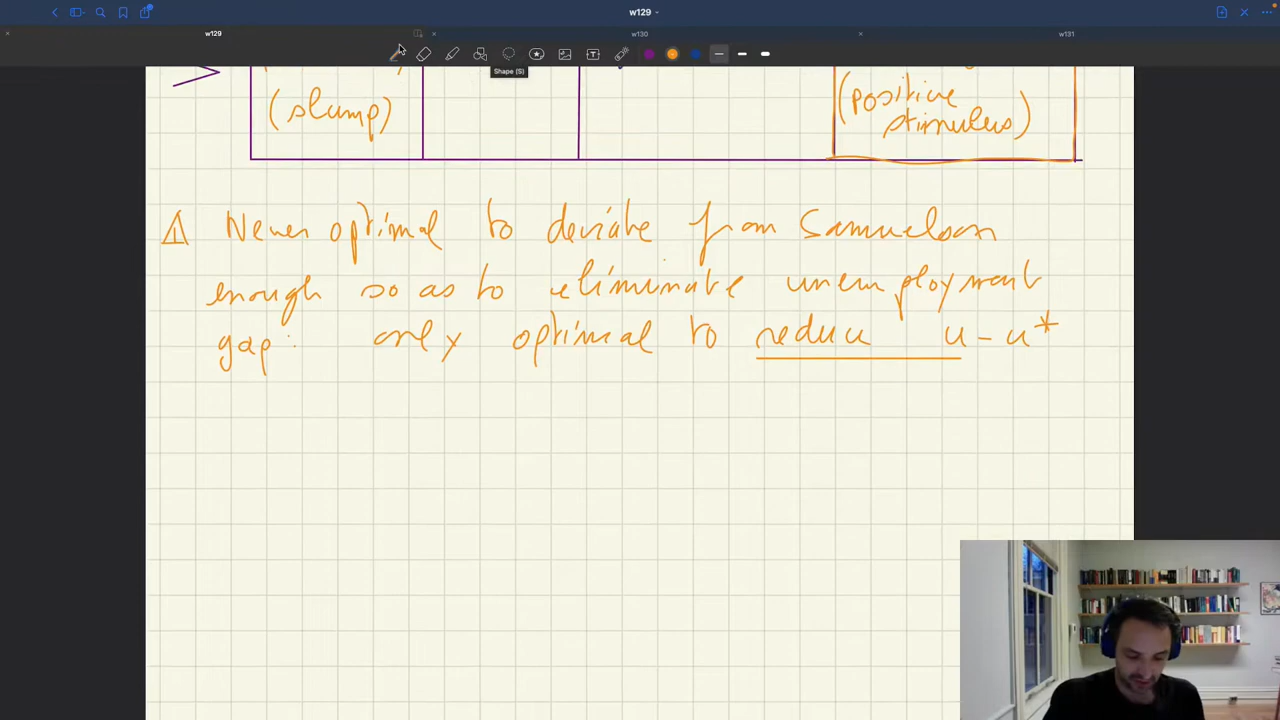 w129
w129
w130
w131
Shape (S)
(slump)
(positive
stimulus)
⚠ Never optimal to deviate from Samuelson
enough so as to eliminate unemployment
gap: only optimal to reduce u - u*